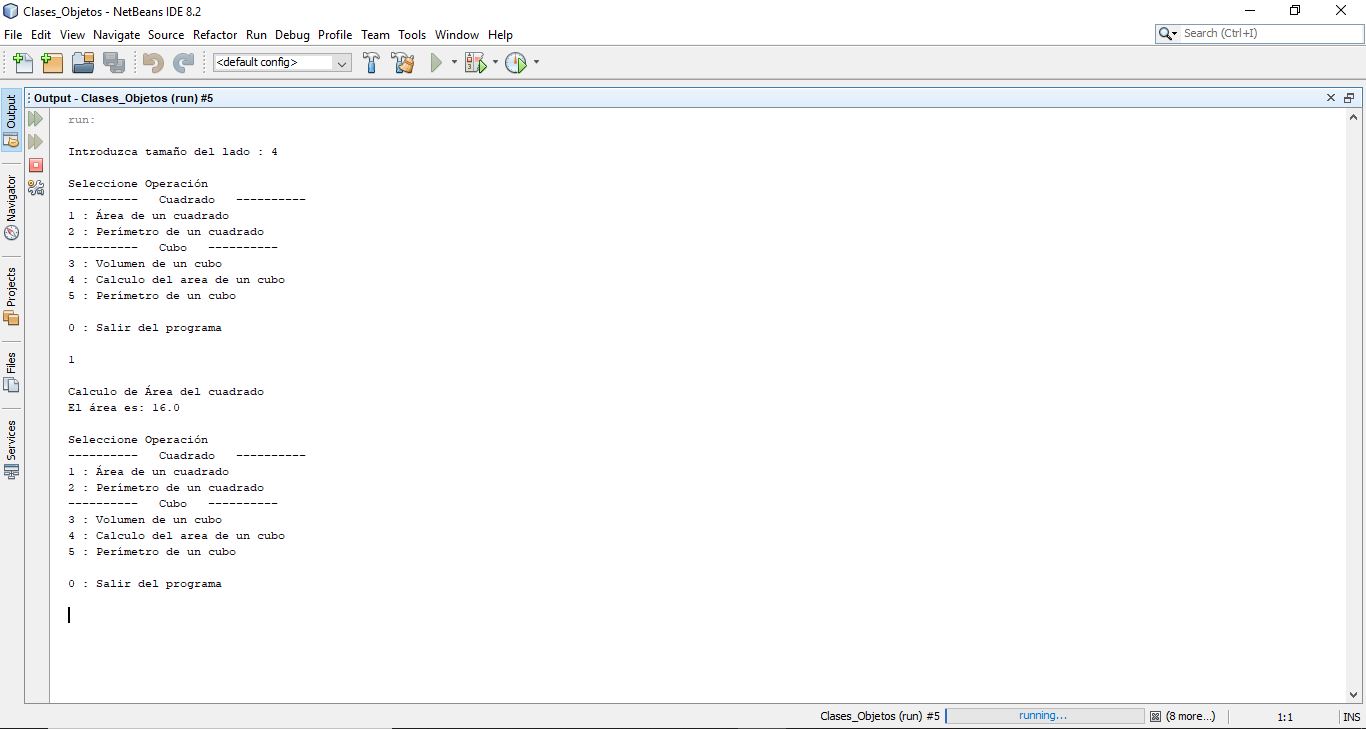 Clases_Objetos - NetBeans IDE 8.2
File Edit View Navigate Source Refactor Run Debug Profile Team Tools Window Help
Search (Ctrl+I)
<default config>
Output - Clases_Objetos (run) #5
Output
Navigator
Projects
Files
Services
run:
Introduzca tamaño del lado : 4
Seleccione Operación
---------- Cuadrado ----------
1 : Área de un cuadrado
2 : Perímetro de un cuadrado
---------- Cubo ----------
3 : Volumen de un cubo
4 : Calculo del area de un cubo
5 : Perímetro de un cubo
0 : Salir del programa
1
Calculo de Área del cuadrado
El área es: 16.0
Seleccione Operación
---------- Cuadrado ----------
1 : Área de un cuadrado
2 : Perímetro de un cuadrado
---------- Cubo ----------
3 : Volumen de un cubo
4 : Calculo del area de un cubo
5 : Perímetro de un cubo
0 : Salir del programa
Clases_Objetos (run) #5 running... (8 more...) 1:1 INS